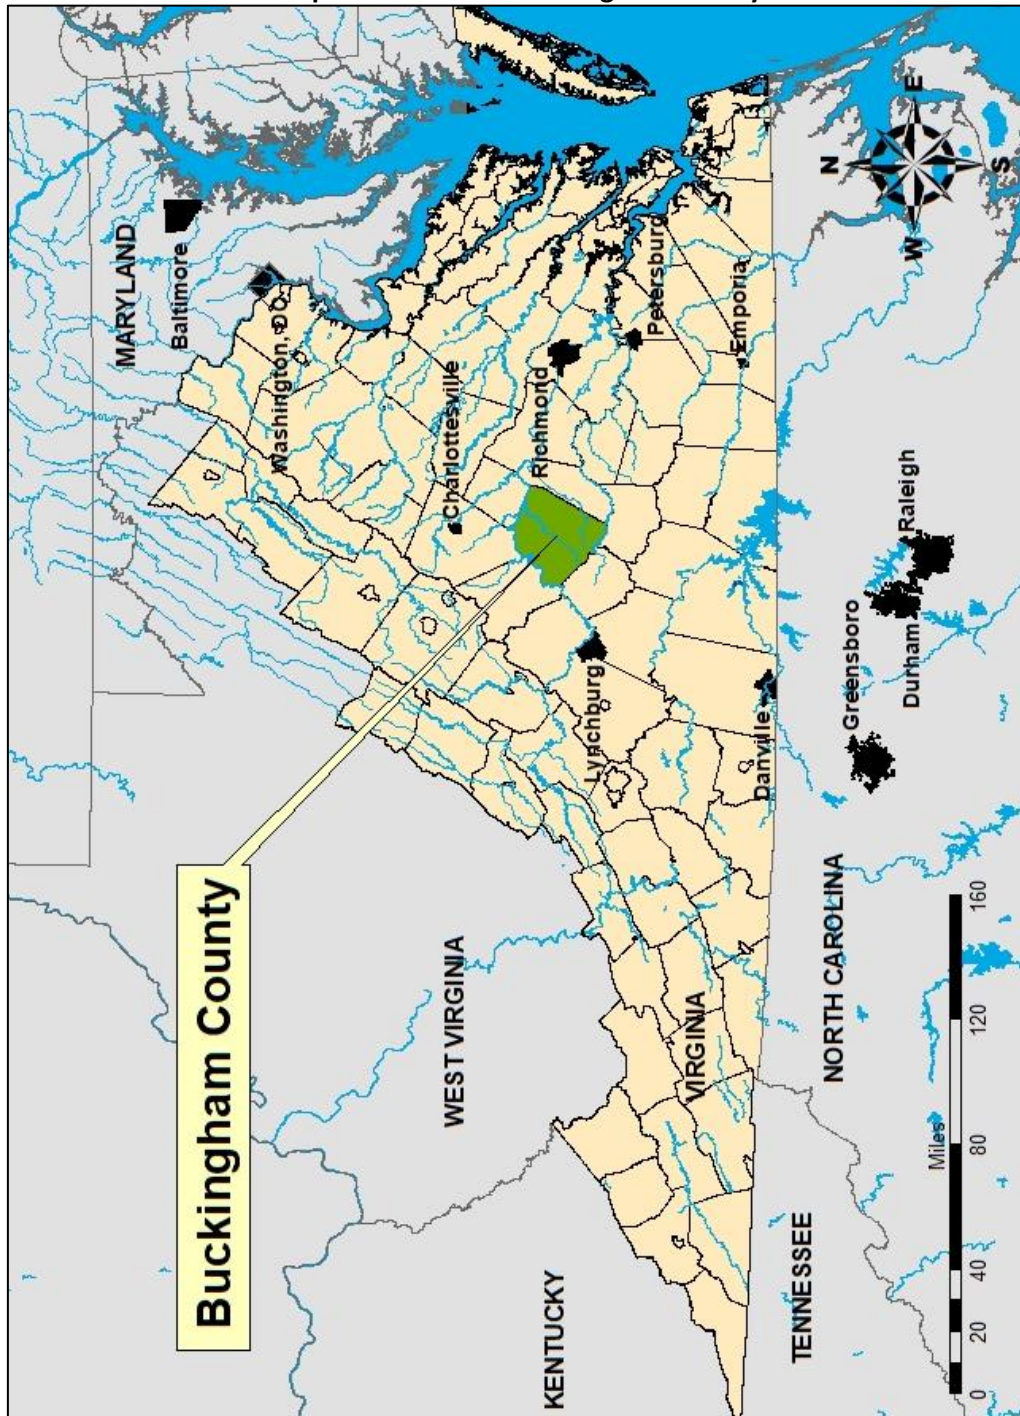 MARYLAND
Baltimore
Buckingham County
Washington, DC
WEST VIRGINIA
Charlottesville
Richmond
KENTUCKY
Lynchburg
Petersburg
VIRGINIA
Emporia
Danville
TENNESSEE
NORTH CAROLINA
Greensboro
Durham
Raleigh
N
W
E
S
Miles
0 20 40 80 120 160